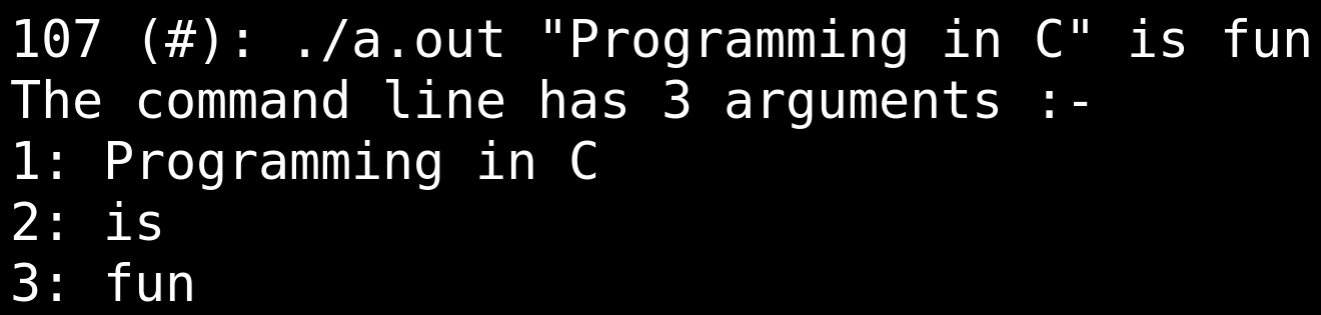 107 (#): ./a.out "Programming in C" is fun
The command line has 3 arguments :-
1: Programming in C
2: is
3: fun